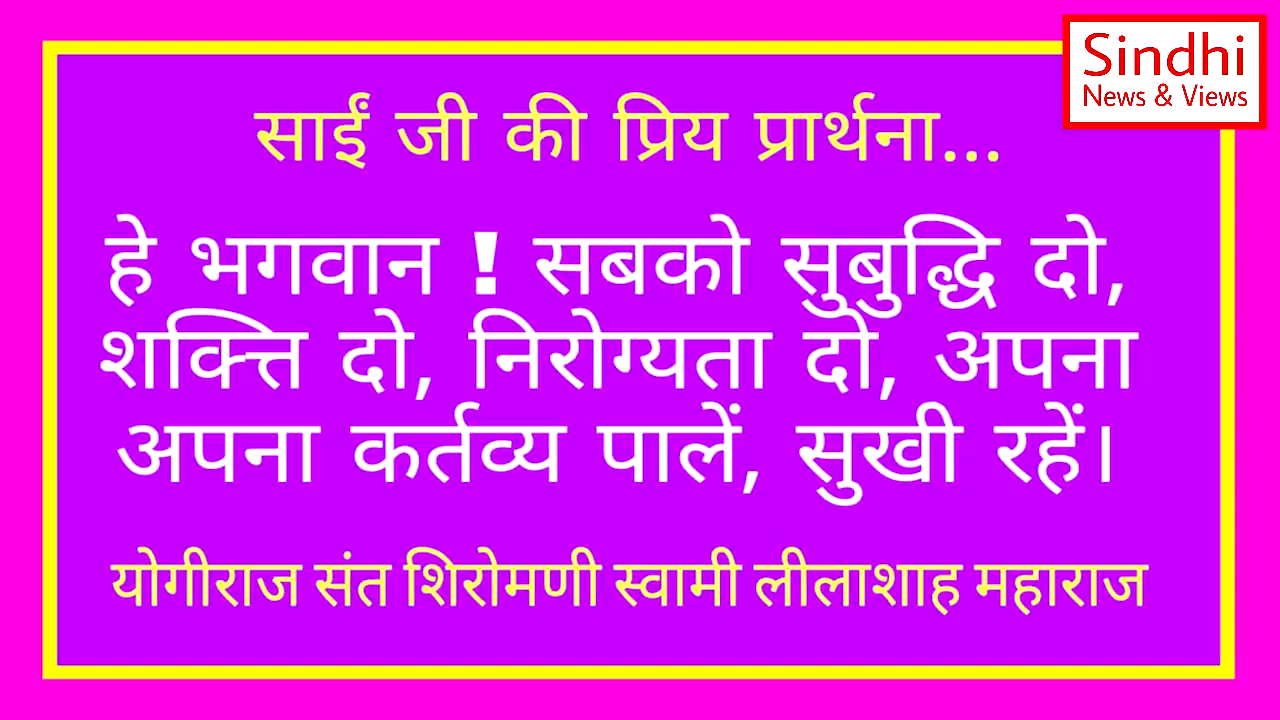 Sindhi
News & Views
साईं जी की प्रिय प्रार्थना...
हे भगवान ! सबको सुबुद्धि दो,
शक्ति दो, निरोग्यता दो, अपना
अपना कर्तव्य पालें, सुखी रहें।
योगीराज संत शिरोमणी स्वामी लीलाशाह महाराज